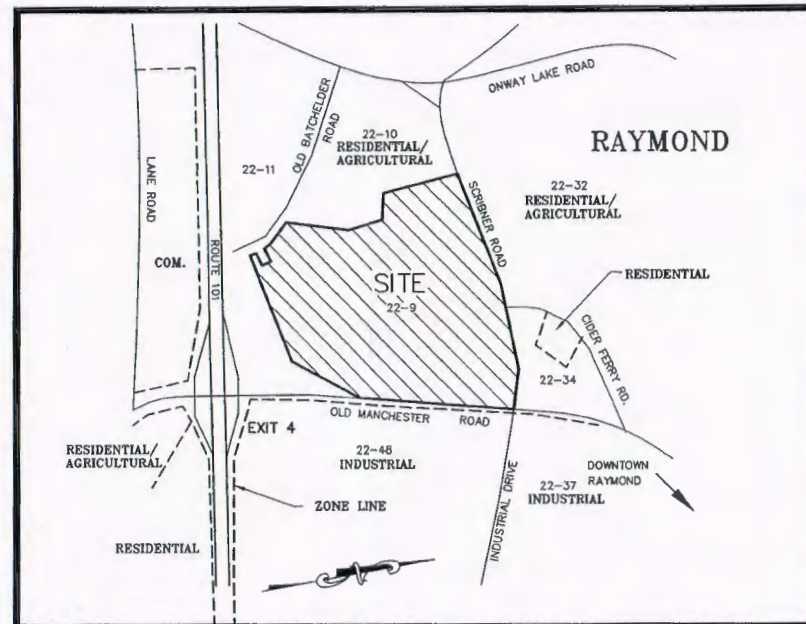 ONWAY LAKE ROAD
OLD BATCHELDER
ROAD
22-10
RESIDENTIAL/
AGRICULTURAL
RAYMOND
22-11
LANE ROAD
SCRIBNER ROAD
22-32
RESIDENTIAL/
AGRICULTURAL
COM.
ROUTE 101
SITE
22-9
RESIDENTIAL
CIDER FERRY RD.
22-34
OLD MANCHESTER ROAD
EXIT 4
RESIDENTIAL/
AGRICULTURAL
22-48
INDUSTRIAL
INDUSTRIAL DRIVE
22-37
INDUSTRIAL
DOWNTOWN
RAYMOND
ZONE LINE
RESIDENTIAL